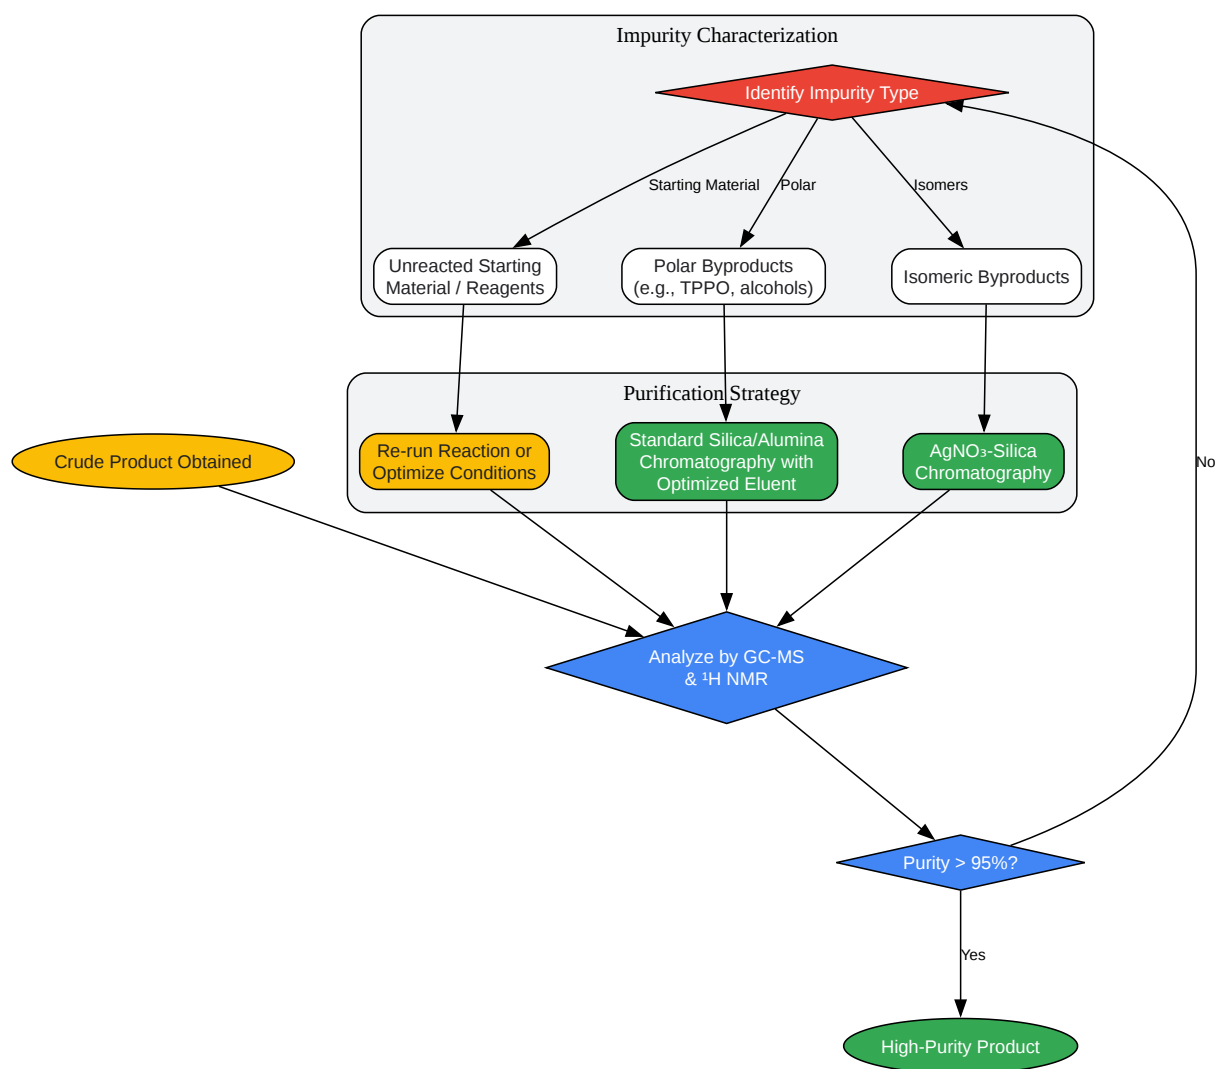 Impurity Characterization
Identify Impurity Type
Starting Material
Polar
Isomers
Unreacted Starting
Material / Reagents
Polar Byproducts
(e.g., TPPO, alcohols)
Isomeric Byproducts
Purification Strategy
Crude Product Obtained
Re-run Reaction or
Optimize Conditions
Standard Silica/Alumina
Chromatography with
Optimized Eluent
AgNO₃-Silica
Chromatography
No
Analyze by GC-MS
& ¹H NMR
Purity > 95%?
Yes
High-Purity Product